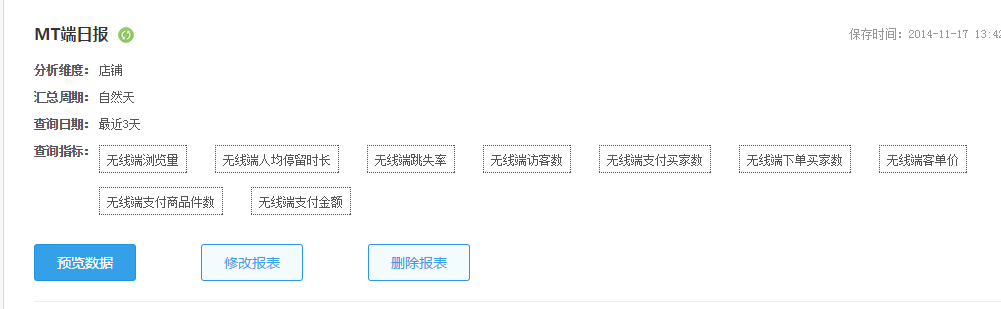 MT端日报 保存时间: 2014-11-17 13:42
分析维度: 店铺
汇总周期: 自然天
查询日期: 最近3天
查询指标: 无线端浏览量 无线端人均停留时长 无线端跳失率 无线端访客数 无线端支付买家数 无线端下单买家数 无线端客单价
无线端支付商品件数 无线端支付金额
预览数据 修改报表 删除报表